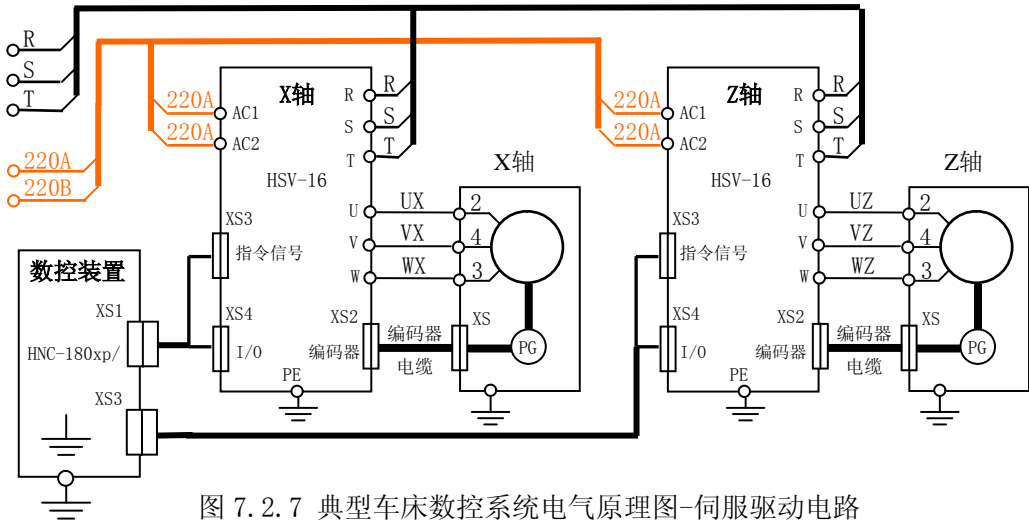 R
S
T
220A
220B
数控装置
XS1
HNC-180xp/
XS3
220A
220A
X轴
AC1
AC2
HSV-16
R
S
T
R
S
T
XS3
指令信号
XS4
I/O
U
V
W
XS2
编码器
PE
UX
VX
WX
编码器
电缆
X轴
2
4
3
XS
PG
220A
220A
Z轴
AC1
AC2
HSV-16
R
S
T
R
S
T
XS3
指令信号
XS4
I/O
U
V
W
XS2
编码器
PE
UZ
VZ
WZ
编码器
电缆
Z轴
2
4
3
XS
PG
图 7.2.7 典型车床数控系统电气原理图-伺服驱动电路